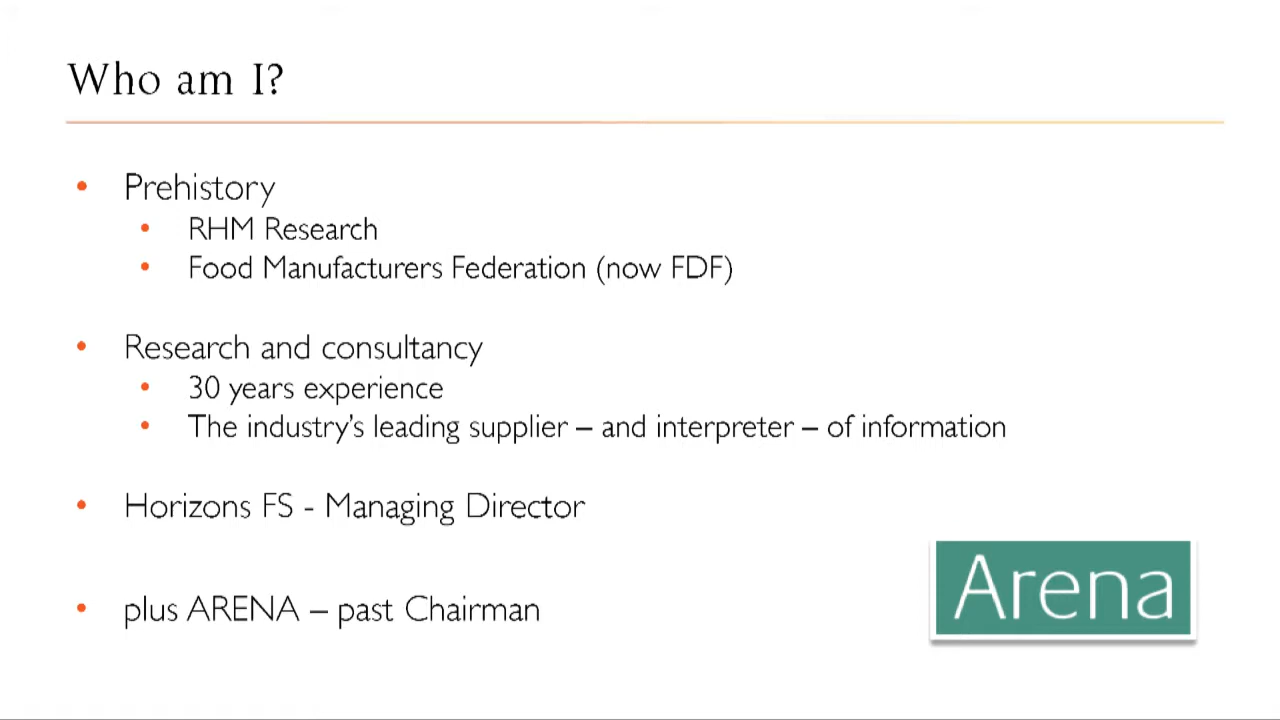 Who am I?
• Prehistory
• RHM Research
• Food Manufacturers Federation (now FDF)
• Research and consultancy
• 30 years experience
• The industry's leading supplier – and interpreter – of information
• Horizons FS - Managing Director
• plus ARENA – past Chairman
Arena